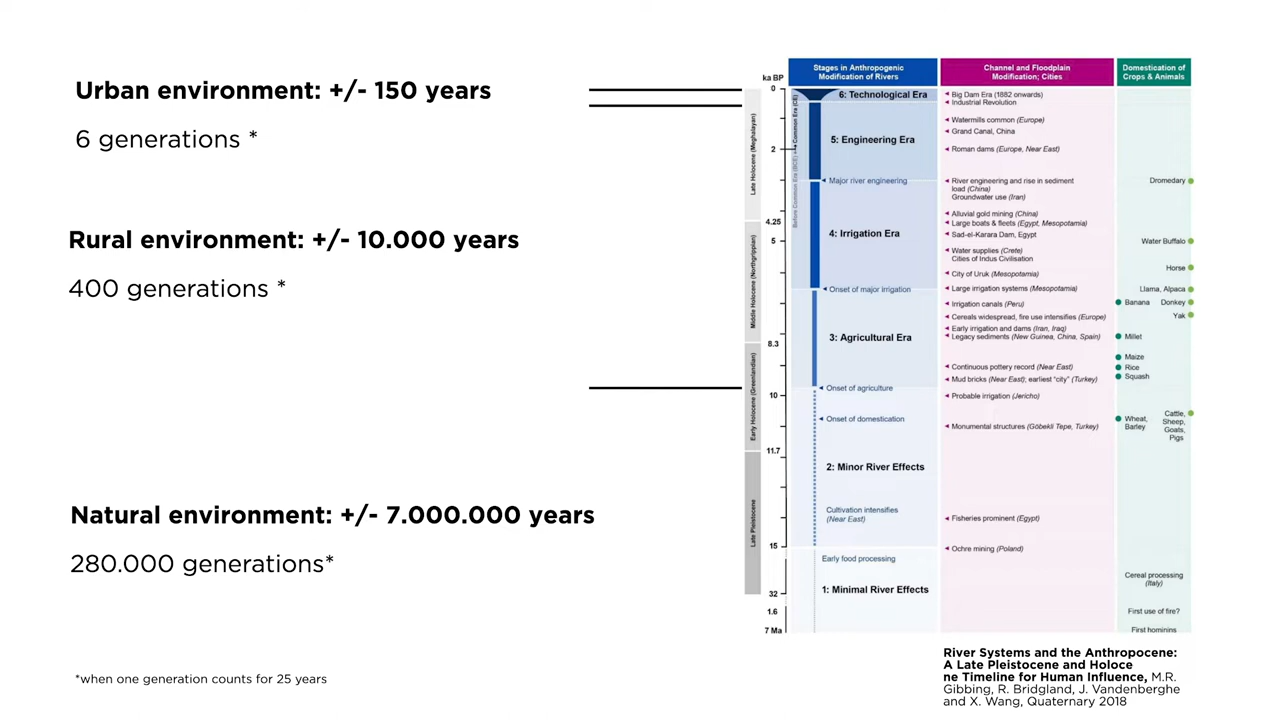 Urban environment: +/- 150 years
6 generations *
Rural environment: +/- 10.000 years
400 generations *
Natural environment: +/- 7.000.000 years
280.000 generations*
*when one generation counts for 25 years
ka BP
0
2
4.25
5
8.3
10
11.7
15
32
1.6
7 Ma
Late Holocene (Meghalayan)
Middle Holocene (Northgrippian)
Early Holocene (Greenlandian)
Late Pleistocene
Stages in Anthropogenic
Modification of Rivers
Before Common Era (BCE)
Common Era (CE)
6: Technological Era
5: Engineering Era
Major river engineering
4: Irrigation Era
Onset of major irrigation
3: Agricultural Era
Onset of agriculture
Onset of domestication
2: Minor River Effects
Cultivation intensifies
(Near East)
Early food processing
1: Minimal River Effects
Channel and Floodplain
Modification; Cities
Big Dam Era (1882 onwards)
Industrial Revolution
Watermills common (Europe)
Grand Canal, China
Roman dams (Europe, Near East)
River engineering and rise in sediment
load (China)
Groundwater use (Iran)
Alluvial gold mining (China)
Large boats & fleets (Egypt, Mesopotamia)
Sad-el-Karara Dam, Egypt
Water supplies (Crete)
Cities of Indus Civilisation
City of Uruk (Mesopotamia)
Large irrigation systems (Mesopotamia)
Irrigation canals (Peru)
Cereals widespread, fire use intensifies (Europe)
Early irrigation and dams (Iran, Iraq)
Legacy sediments (New Guinea, China, Spain)
Continuous pottery record (Near East)
Mud bricks (Near East); earliest "city" (Turkey)
Probable irrigation (Jericho)
Monumental structures (Göbekli Tepe, Turkey)
Fisheries prominent (Egypt)
Ochre mining (Poland)
Domestication of
Crops & Animals
Dromedary
Water Buffalo
Horse
Llama, Alpaca
Banana Donkey
Yak
Millet
Maize
Rice
Squash
Wheat,
Barley
Cattle,
Sheep,
Goats,
Pigs
Cereal processing
(Italy)
First use of fire?
First hominins
River Systems and the Anthropocene:
A Late Pleistocene and Holoce
ne Timeline for Human Influence, M.R.
Gibbing, R. Bridgland, J. Vandenberghe
and X. Wang, Quaternary 2018